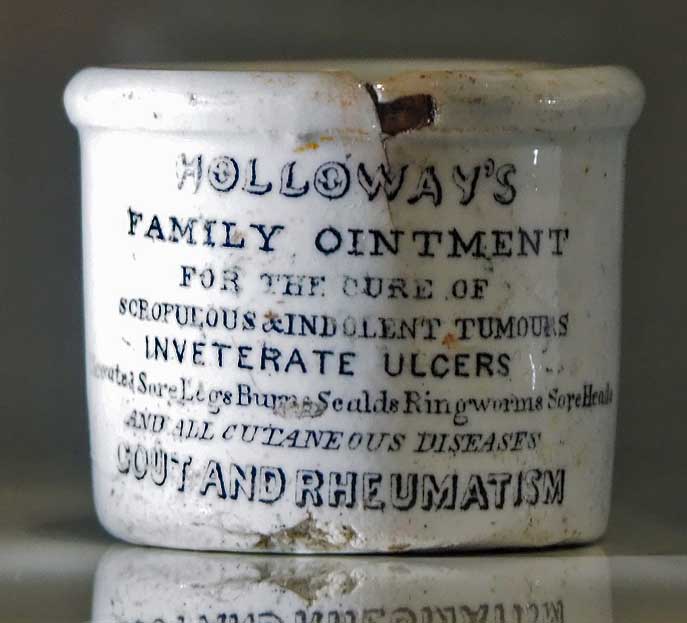 HOLLOWAY'S
FAMILY OINTMENT
FOR THE CURE OF
SCROFULOUS & INDOLENT TUMOURS
INVETERATE ULCERS
Sore Legs Burns Scalds Ringworms Sore Heads
AND ALL CUTANEOUS DISEASES
GOUT AND RHEUMATISM